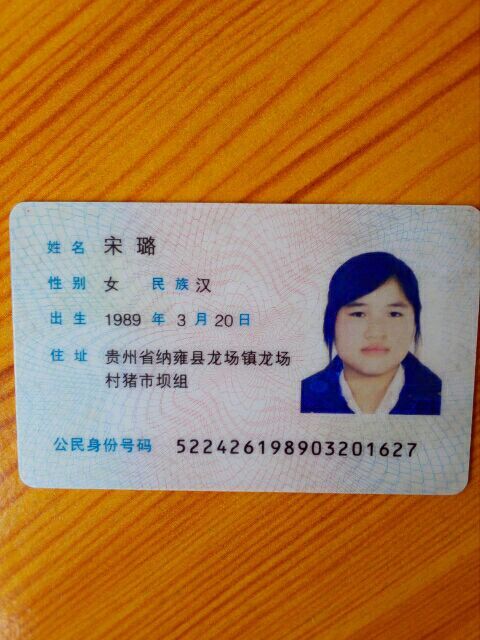 姓名 宋璐
性别 女 民族 汉
出生 1989 年 3 月 20 日
住址 贵州省纳雍县龙场镇龙场
村猪市坝组
公民身份号码 522426198903201627